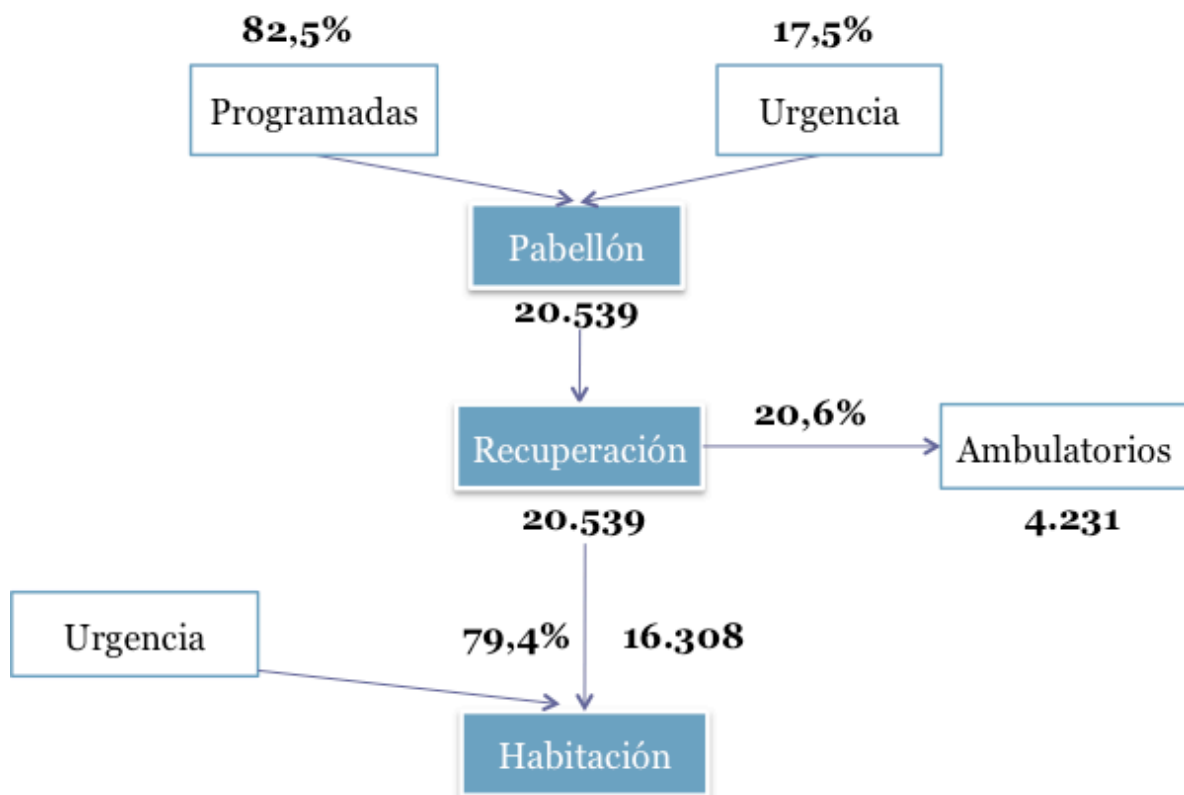 82,5%
17,5%
Programadas
Urgencia
Pabellón
20.539
Recuperación
20,6%
Ambulatorios
20.539
4.231
Urgencia
79,4%
16.308
Habitación